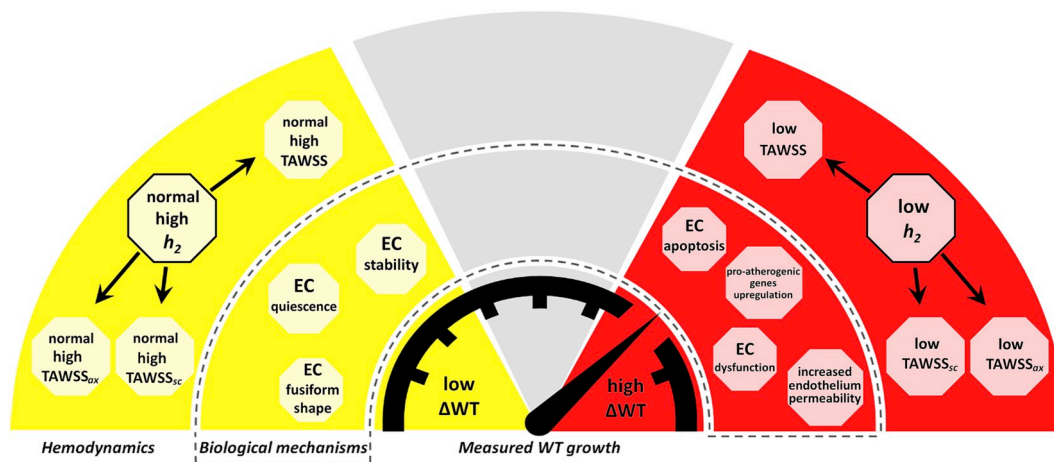 normal
high
TAWSS
normal
high
h₂
normal
high
TAWSSax
normal
high
TAWSSsc
EC
stability
EC
quiescence
EC
fusiform
shape
low
ΔWT
high
ΔWT
EC
apoptosis
pro-atherogenic
genes
upregulation
EC
dysfunction
increased
endothelium
permeability
low
TAWSS
low
h₂
low
TAWSSsc
low
TAWSSax
Hemodynamics
Biological mechanisms
Measured WT growth